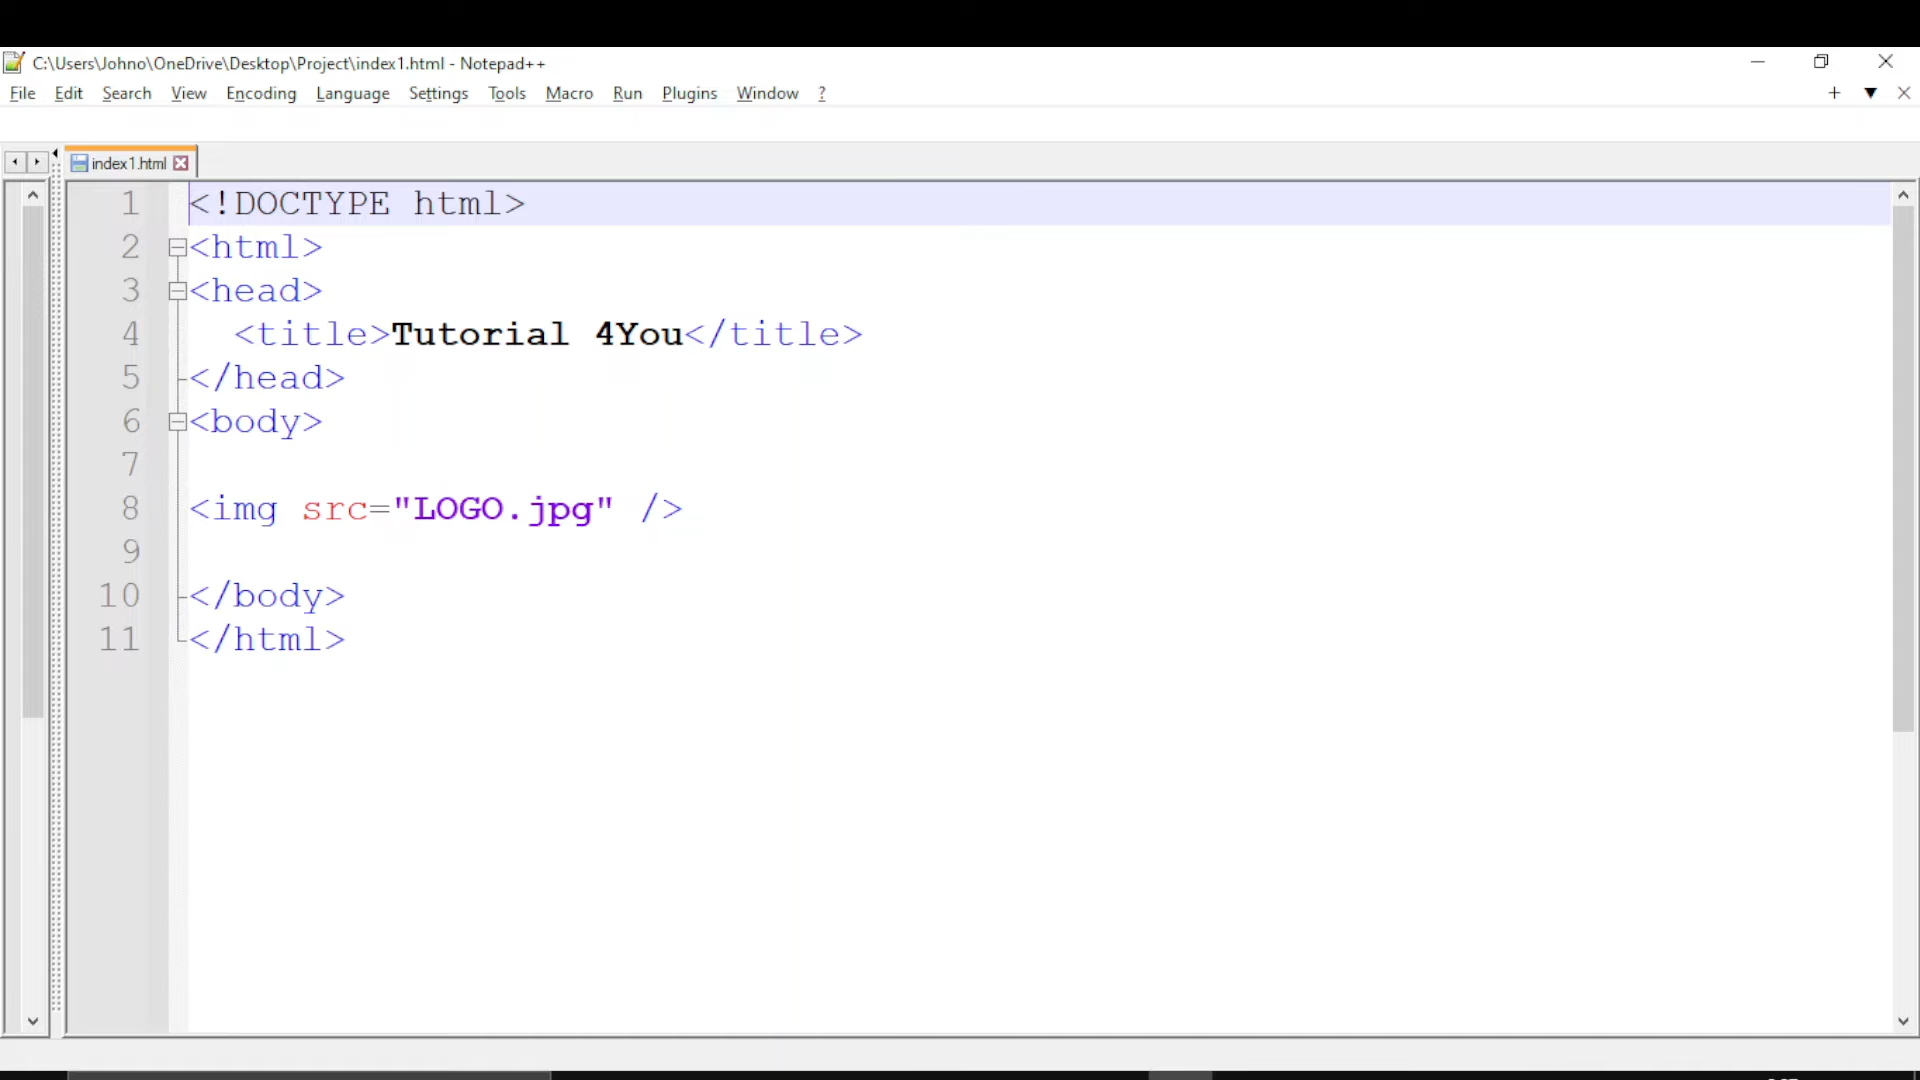 C:\Users\Johno\OneDrive\Desktop\Project\index1.html - Notepad++
File Edit Search View Encoding Language Settings Tools Macro Run Plugins Window ?
index1.html
1 <!DOCTYPE html>
2 <html>
3 <head>
4 <title>Tutorial 4You</title>
5 </head>
6 <body>
7
8 <img src="LOGO.jpg" />
9
10 </body>
11 </html>